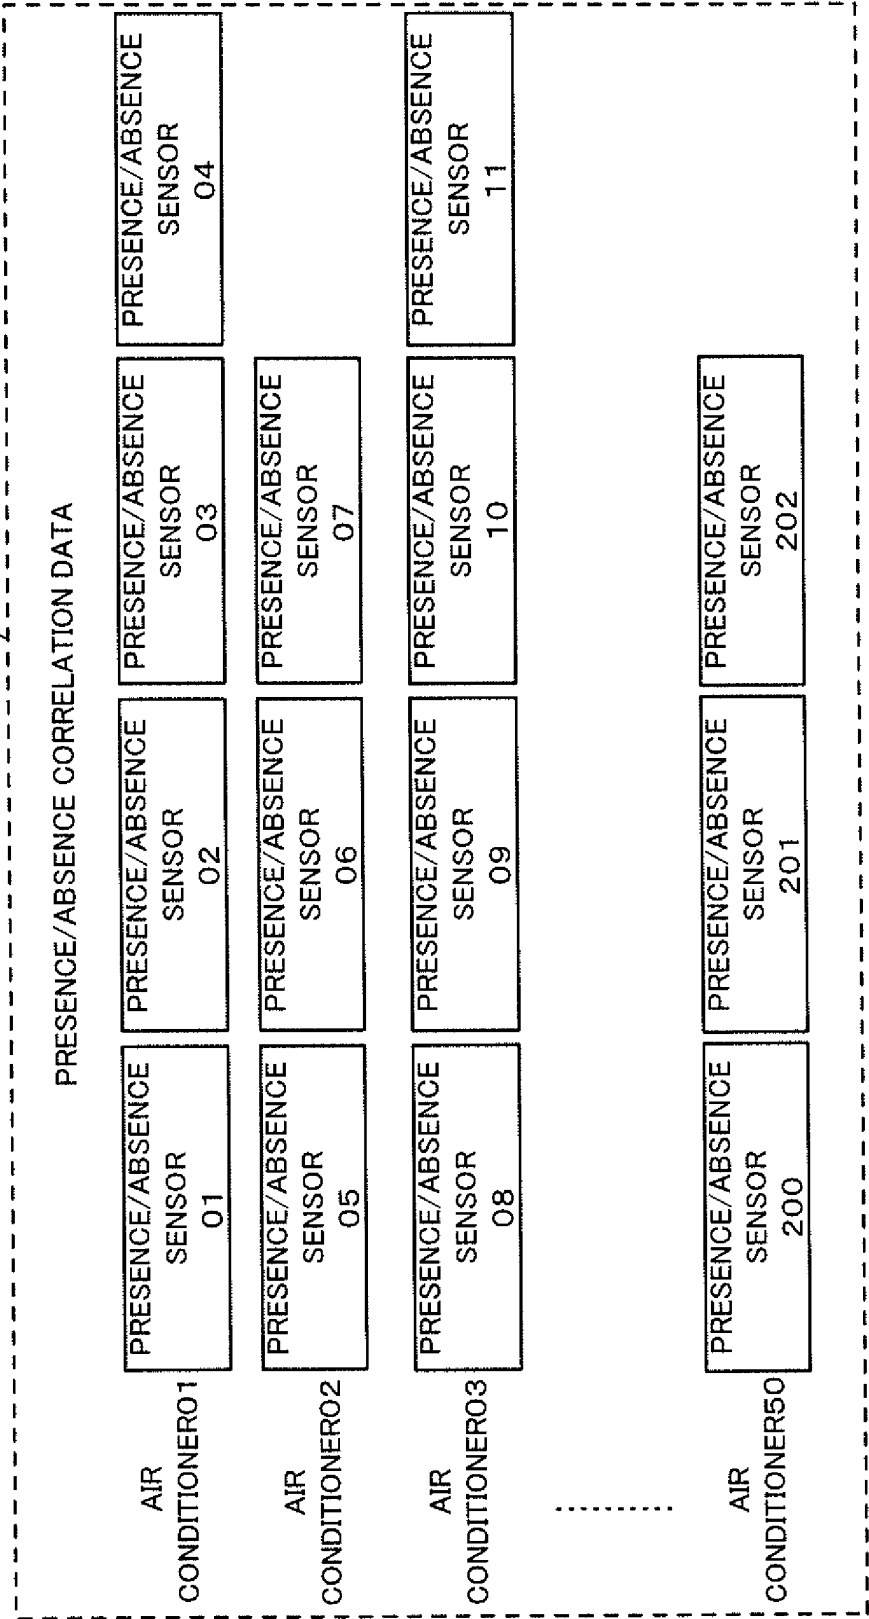 PRESENCE/ABSENCE CORRELATION DATA
AIR
CONDITIONER01
PRESENCE/ABSENCE
SENSOR
01
PRESENCE/ABSENCE
SENSOR
02
PRESENCE/ABSENCE
SENSOR
03
PRESENCE/ABSENCE
SENSOR
04
AIR
CONDITIONER02
PRESENCE/ABSENCE
SENSOR
05
PRESENCE/ABSENCE
SENSOR
06
PRESENCE/ABSENCE
SENSOR
07
AIR
CONDITIONER03
PRESENCE/ABSENCE
SENSOR
08
PRESENCE/ABSENCE
SENSOR
09
PRESENCE/ABSENCE
SENSOR
10
PRESENCE/ABSENCE
SENSOR
11
AIR
CONDITIONER50
PRESENCE/ABSENCE
SENSOR
200
PRESENCE/ABSENCE
SENSOR
201
PRESENCE/ABSENCE
SENSOR
202